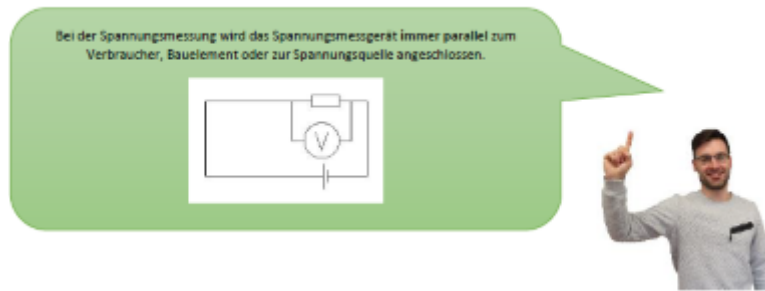 Bei der Spannungsmessung wird das Spannungsmessgerät immer parallel zum
Verbraucher, Bauelement oder zur Spannungsquelle angeschlossen.
V